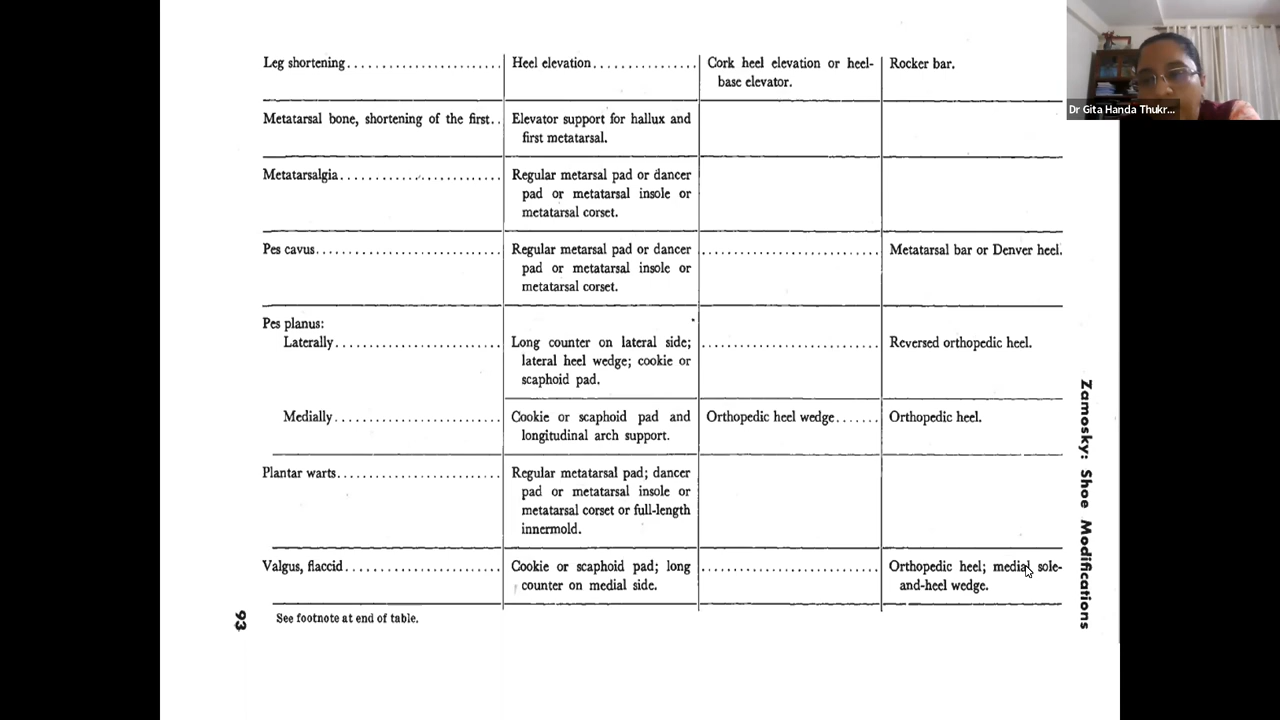 Leg shortening........................ Heel elevation............... Cork heel elevation or heel- Rocker bar.
base elevator.
Metatarsal bone, shortening of the first.. Elevator support for hallux and
first metatarsal.
Metatarsalgia......................... Regular metarsal pad or dancer
pad or metatarsal insole or
metatarsal corset.
Pes cavus............................. Regular metarsal pad or dancer .......................... Metatarsal bar or Denver heel.
pad or metatarsal insole or
metatarsal corset.
Pes planus:
Laterally.......................... Long counter on lateral side; .......................... Reversed orthopedic heel.
lateral heel wedge; cookie or
scaphoid pad.
Medially.......................... Cookie or scaphoid pad and Orthopedic heel wedge....... Orthopedic heel.
longitudinal arch support.
Plantar warts......................... Regular metatarsal pad; dancer
pad or metatarsal insole or
metatarsal corset or full-length
innermold.
Valgus, flaccid........................ Cookie or scaphoid pad; long .......................... Orthopedic heel; medial sole-
counter on medial side. and-heel wedge.
See footnote at end of table.
93
Zamosky: Shoe Modifications
Dr Gita Handa Thukr...